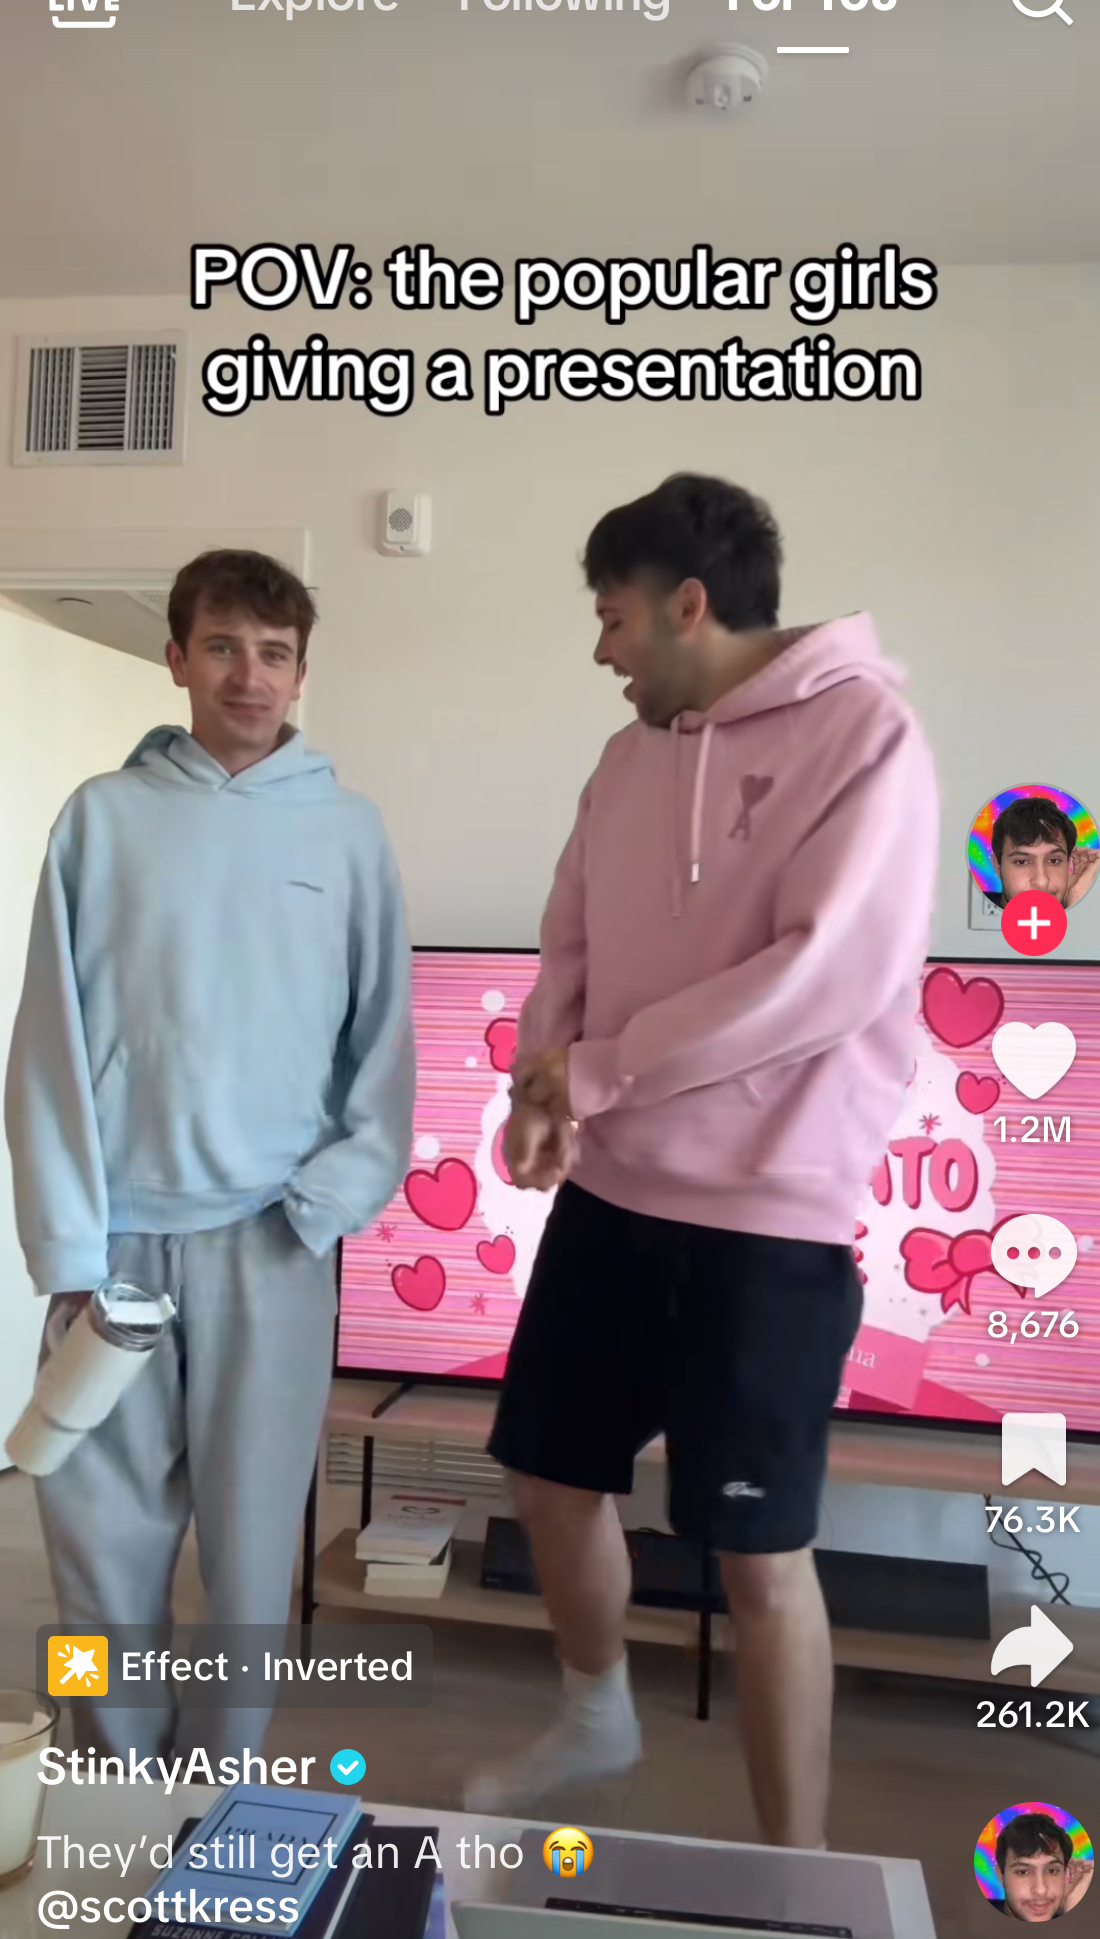 LIVE
Explore Following For You
POV: the popular girls
giving a presentation
A
1.2M
8,676
76.3K
261.2K
Effect · Inverted
StinkyAsher
They’d still get an A tho 😭
@scottkress
PRADA